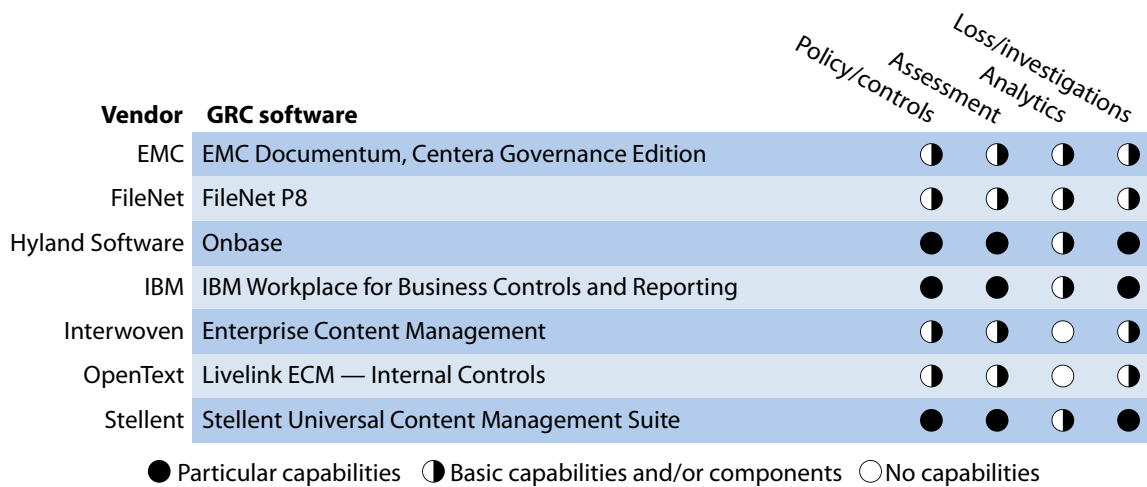 Policy/controls
Assessment
Analytics
Loss/investigations
Vendor GRC software
EMC EMC Documentum, Centera Governance Edition
FileNet FileNet P8
Hyland Software Onbase
IBM IBM Workplace for Business Controls and Reporting
Interwoven Enterprise Content Management
OpenText Livelink ECM — Internal Controls
Stellent Stellent Universal Content Management Suite
Particular capabilities Basic capabilities and/or components No capabilities